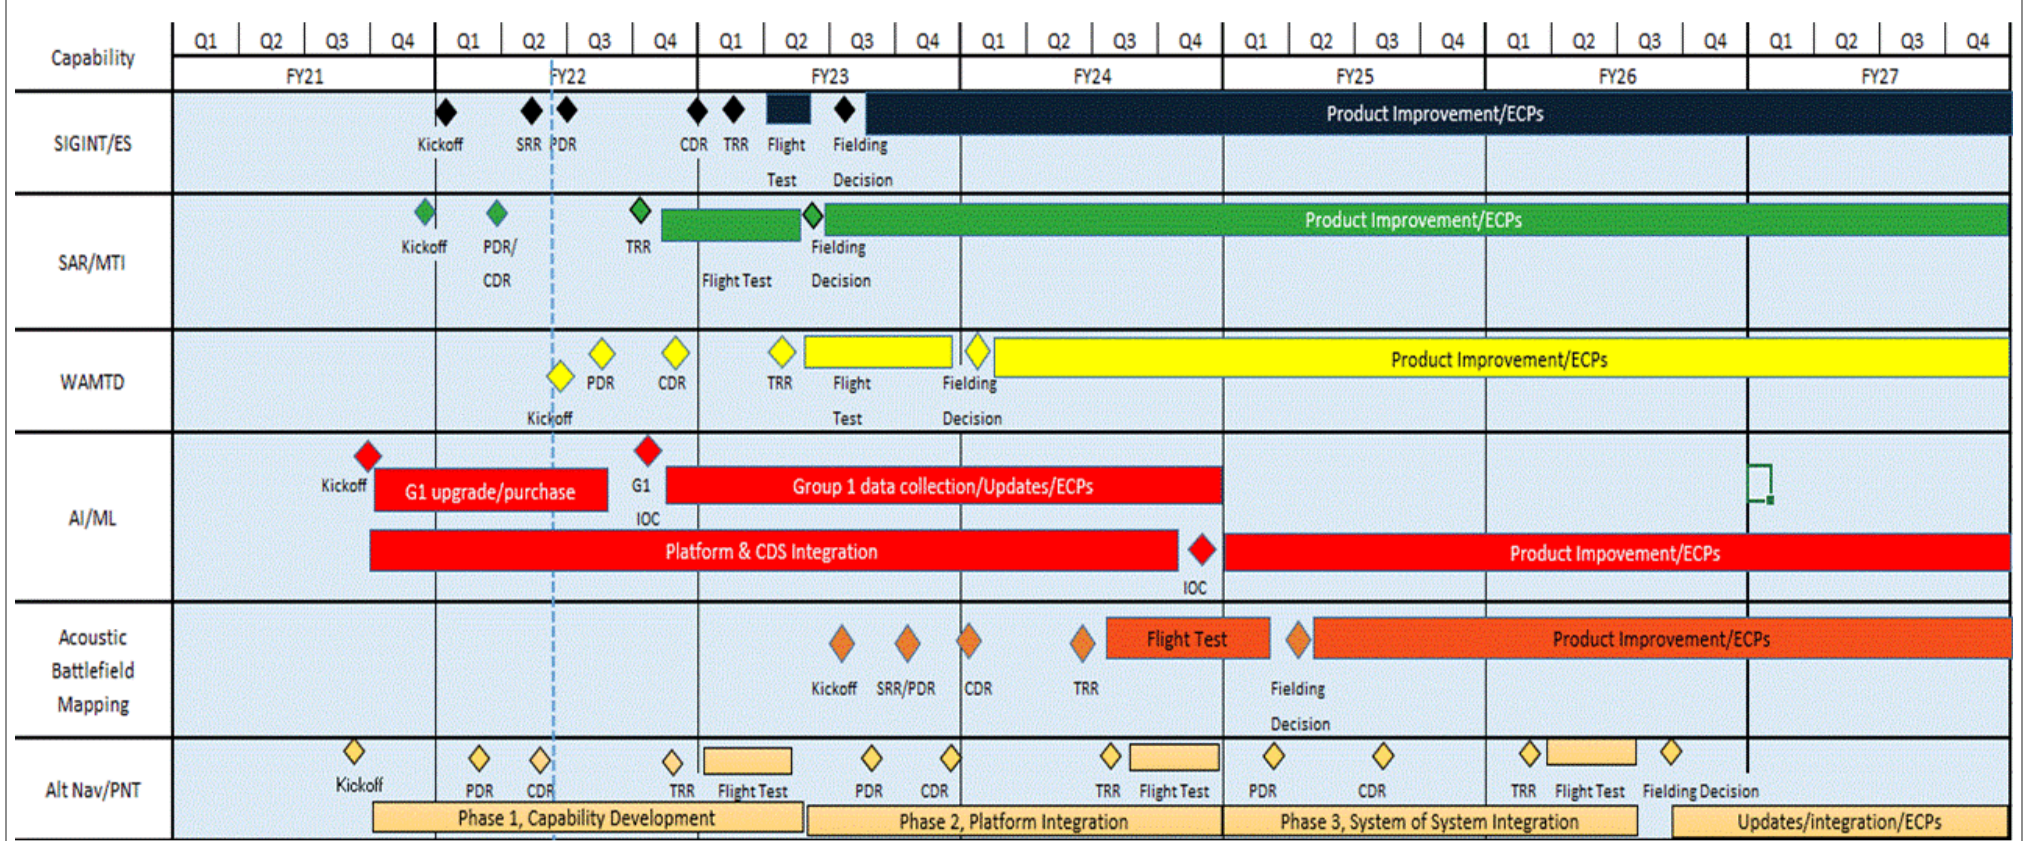 Capability
Q1 Q2 Q3 Q4 Q1 Q2 Q3 Q4 Q1 Q2 Q3 Q4 Q1 Q2 Q3 Q4 Q1 Q2 Q3 Q4 Q1 Q2 Q3 Q4 Q1 Q2 Q3 Q4
FY21 FY22 FY23 FY24 FY25 FY26 FY27
SIGINT/ES
Product Improvement/ECPs
Kickoff SRR PDR CDR TRR Flight Fielding
Test Decision
SAR/MTI
Product Improvement/ECPs
Kickoff PDR/ TRR Fielding
CDR Flight Test Decision
WAMTD
Product Improvement/ECPs
PDR CDR TRR Flight Fielding
Kickoff Test Decision
AI/ML
Kickoff G1 upgrade/purchase G1 Group 1 data collection/Updates/ECPs
IOC
Platform & CDS Integration Product Impovement/ECPs
IOC
Acoustic
Battlefield
Mapping
Flight Test Product Improvement/ECPs
Kickoff SRR/PDR CDR TRR Fielding
Decision
Alt Nav/PNT
Kickoff PDR CDR TRR Flight Test PDR CDR TRR Flight Test PDR CDR TRR Flight Test Fielding Decision
Phase 1, Capability Development Phase 2, Platform Integration Phase 3, System of System Integration Updates/integration/ECPs